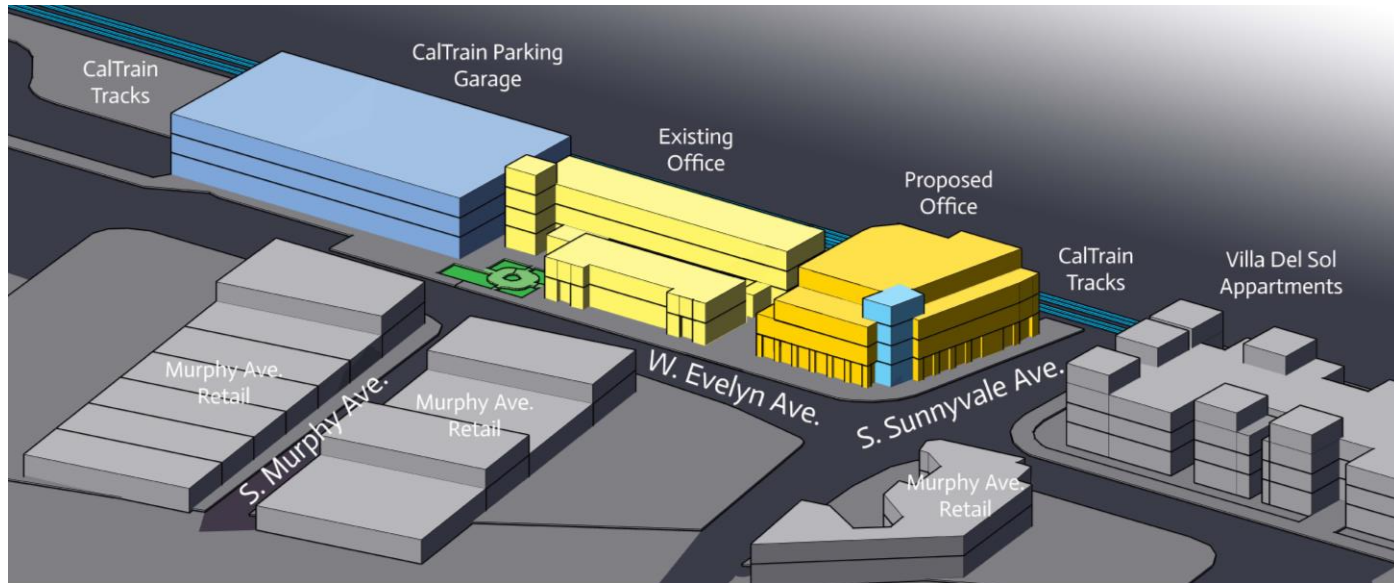 CalTrain
Tracks
CalTrain Parking
Garage
Existing
Office
Proposed
Office
CalTrain
Tracks
Villa Del Sol
Appartments
Murphy Ave.
Retail
S. Murphy Ave.
Murphy Ave.
Retail
W. Evelyn Ave.
S. Sunnyvale Ave.
Murphy Ave.
Retail